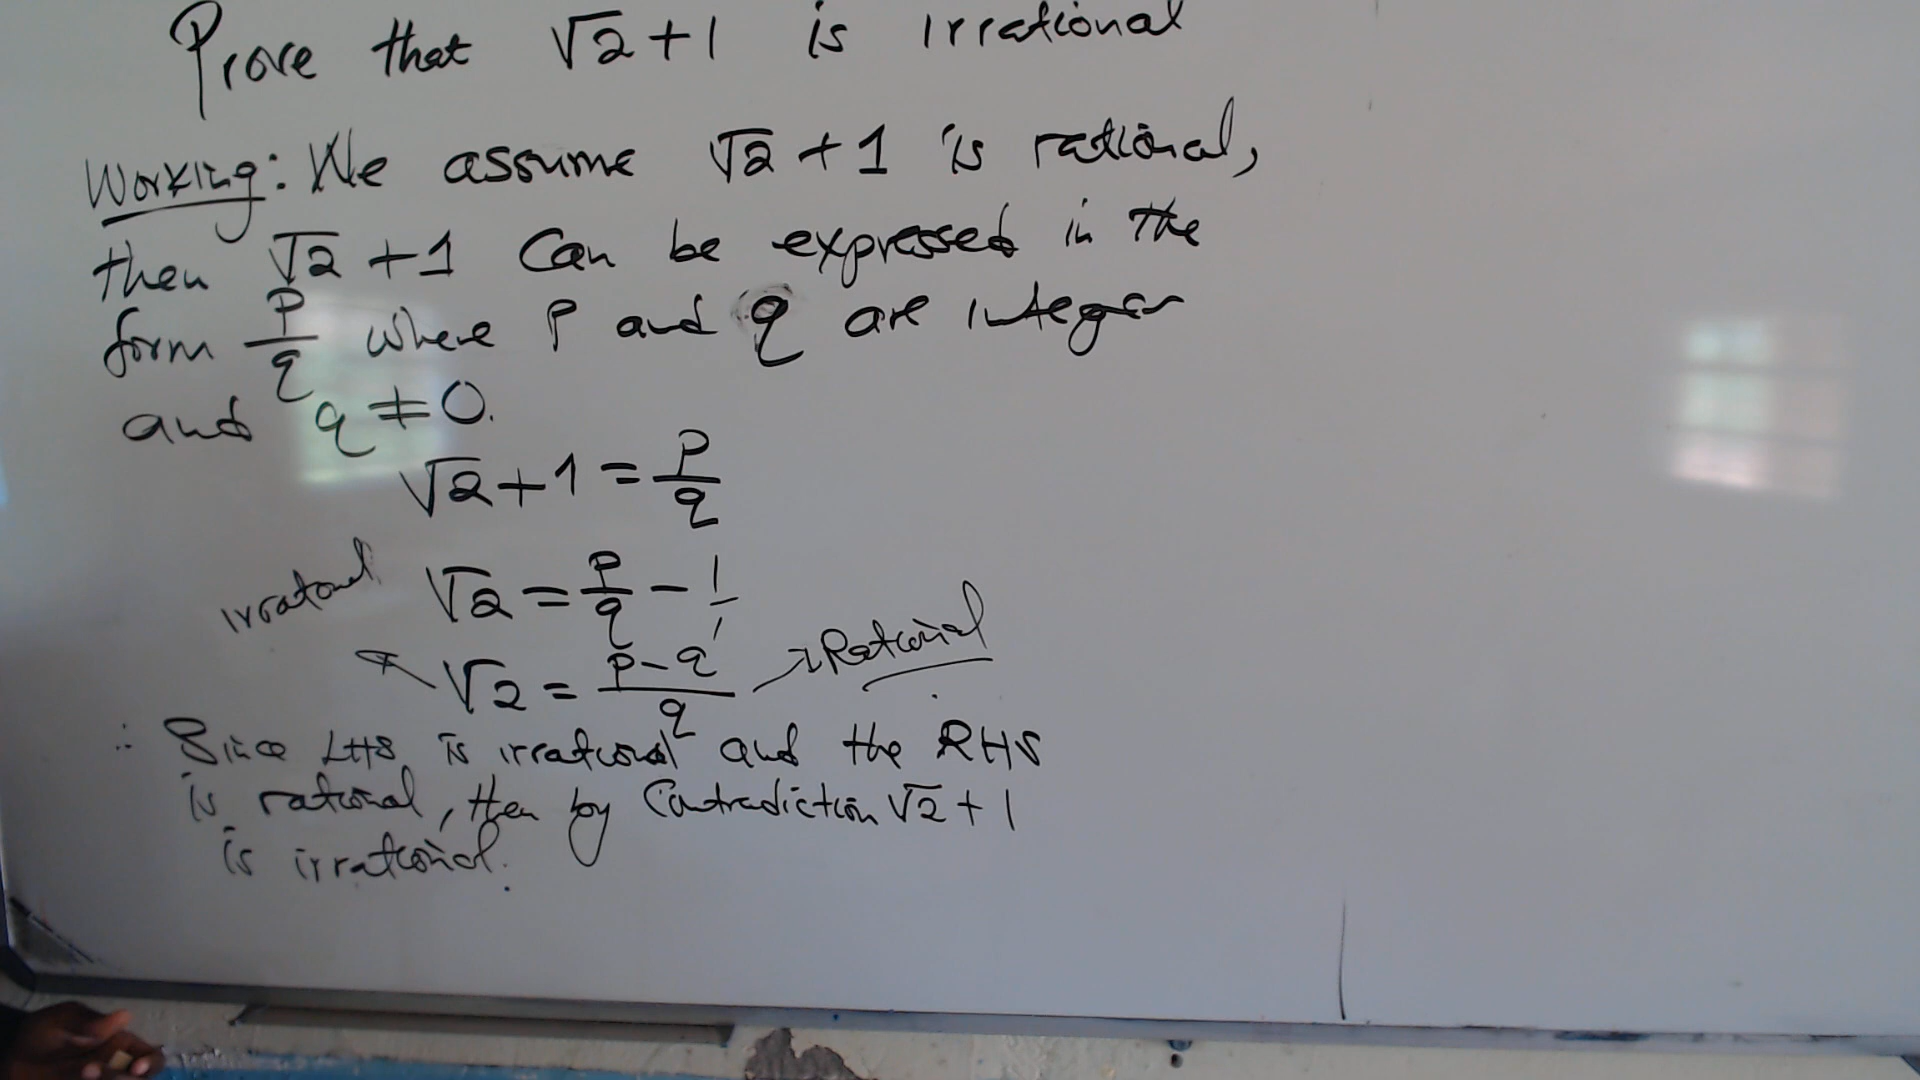 Prove that √2+1 is irrational
Working: We assume √2+1 is rational,
then √2+1 can be expressed in the
form p/q where p and q are integer
and q≠0.
√2+1=p/q
irrational √2=p/q-1/1
√2=p-q/q → Rational
∴ Since LHS is irrational and the RHS
is rational, then by Contradiction √2+1
is irrational.